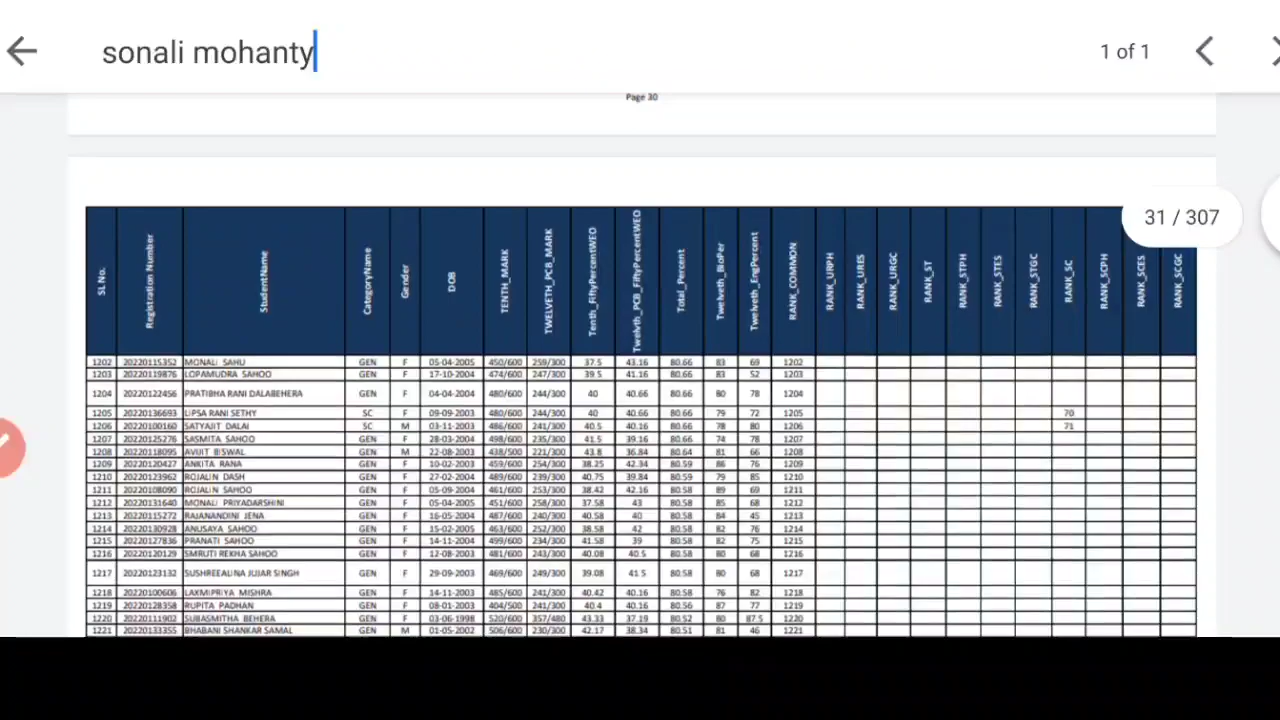 sonali mohanty 1 of 1
Page 30
31 / 307
Sl.No. Registration Number StudentName CategoryName Gender DOB TENTH_MARK TWELVETH_PCB_MARK Tenth_FiftyPercentWEO Twelvth_PCB_FiftyPercentWEO Total_Percent Twelveth_BioPer Twelveth_EngPercent RANK_COMMON RANK_URPH RANK_URES RANK_URGC RANK_ST RANK_STPH RANK_STES RANK_STGC RANK_SC RANK_SCPH RANK_SCES RANK_SCGC
1202 20220115352 MONALI SAHU GEN F 05-04-2005 450/600 259/300 37.5 43.16 80.66 83 69 1202
1203 20220119876 LOPAMUDRA SAHOO GEN F 17-10-2004 474/600 247/300 39.5 41.16 80.66 83 52 1203
1204 20220122456 PRATIBHA RANI DALABEHERA GEN F 04-04-2004 480/600 244/300 40 40.66 80.66 80 78 1204
1205 20220136693 LIPSA RANI SETHY SC F 09-09-2003 480/600 244/300 40 40.66 80.66 79 72 1205 70
1206 20220100160 SATYAJIT DALAI SC M 03-11-2003 486/600 241/300 40.5 40.16 80.66 78 80 1206 71
1207 20220125276 SASMITA SAHOO GEN F 28-03-2004 498/600 235/300 41.5 39.16 80.66 74 78 1207
1208 20220118095 AVIJIT BISWAL GEN M 22-08-2003 438/500 221/300 43.8 36.84 80.64 81 66 1208
1209 20220120427 ANKITA RANA GEN F 10-02-2003 459/600 254/300 38.25 42.34 80.59 86 76 1209
1210 20220123962 ROJALIN DASH GEN F 27-02-2004 489/600 239/300 40.75 39.84 80.59 79 85 1210
1211 20220108090 ROJALIN SAHOO GEN F 05-09-2004 461/600 253/300 38.42 42.16 80.58 89 69 1211
1212 20220131640 MONALI PRIYADARSHINI GEN F 05-04-2005 451/600 258/300 37.58 43 80.58 85 68 1212
1213 20220115272 RAJANANDINI JENA GEN F 16-05-2004 487/600 240/300 40.58 40 80.58 84 45 1213
1214 20220130928 ANUSAYA SAHOO GEN F 15-02-2005 463/600 252/300 38.58 42 80.58 82 76 1214
1215 20220127836 PRANATI SAHOO GEN F 14-11-2004 499/600 234/300 41.58 39 80.58 82 75 1215
1216 20220120129 SMRUTI REKHA SAHOO GEN F 12-08-2003 481/600 243/300 40.08 40.5 80.58 80 68 1216
1217 20220123132 SUSHREEALINA JUJAR SINGH GEN F 29-09-2003 469/600 249/300 39.08 41.5 80.58 80 68 1217
1218 20220100606 LAXMIPRIYA MISHRA GEN F 14-11-2003 485/600 241/300 40.42 40.16 80.58 76 82 1218
1219 20220128358 RUPITA PADHAN GEN F 08-01-2003 404/500 241/300 40.4 40.16 80.56 87 77 1219
1220 20220111902 SUBASMITHA BEHERA GEN F 03-06-1998 520/600 357/480 43.33 37.19 80.52 80 87.5 1220
1221 20220133355 BHABANI SHANKAR SAMAL GEN M 01-05-2002 506/600 230/300 42.17 38.34 80.51 81 46 1221